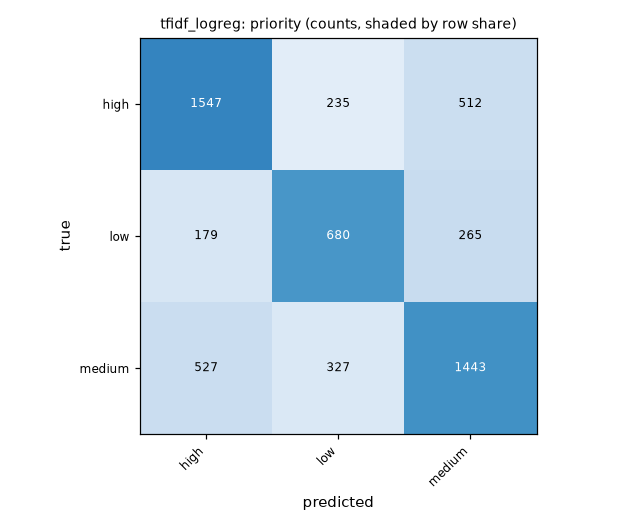 tfidf_logreg: priority (counts, shaded by row share)
high 1547 235 512
low 179 680 265
medium 527 327 1443
high low medium
predicted
true